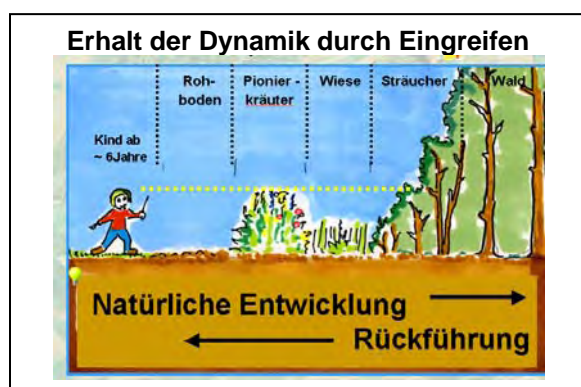 Erhalt der Dynamik durch Eingreifen
Roh-
boden
Pionier -
kräuter
Wiese
Sträucher
Wald
Kind ab
~ 6Jahre
Natürliche Entwicklung
Rückführung